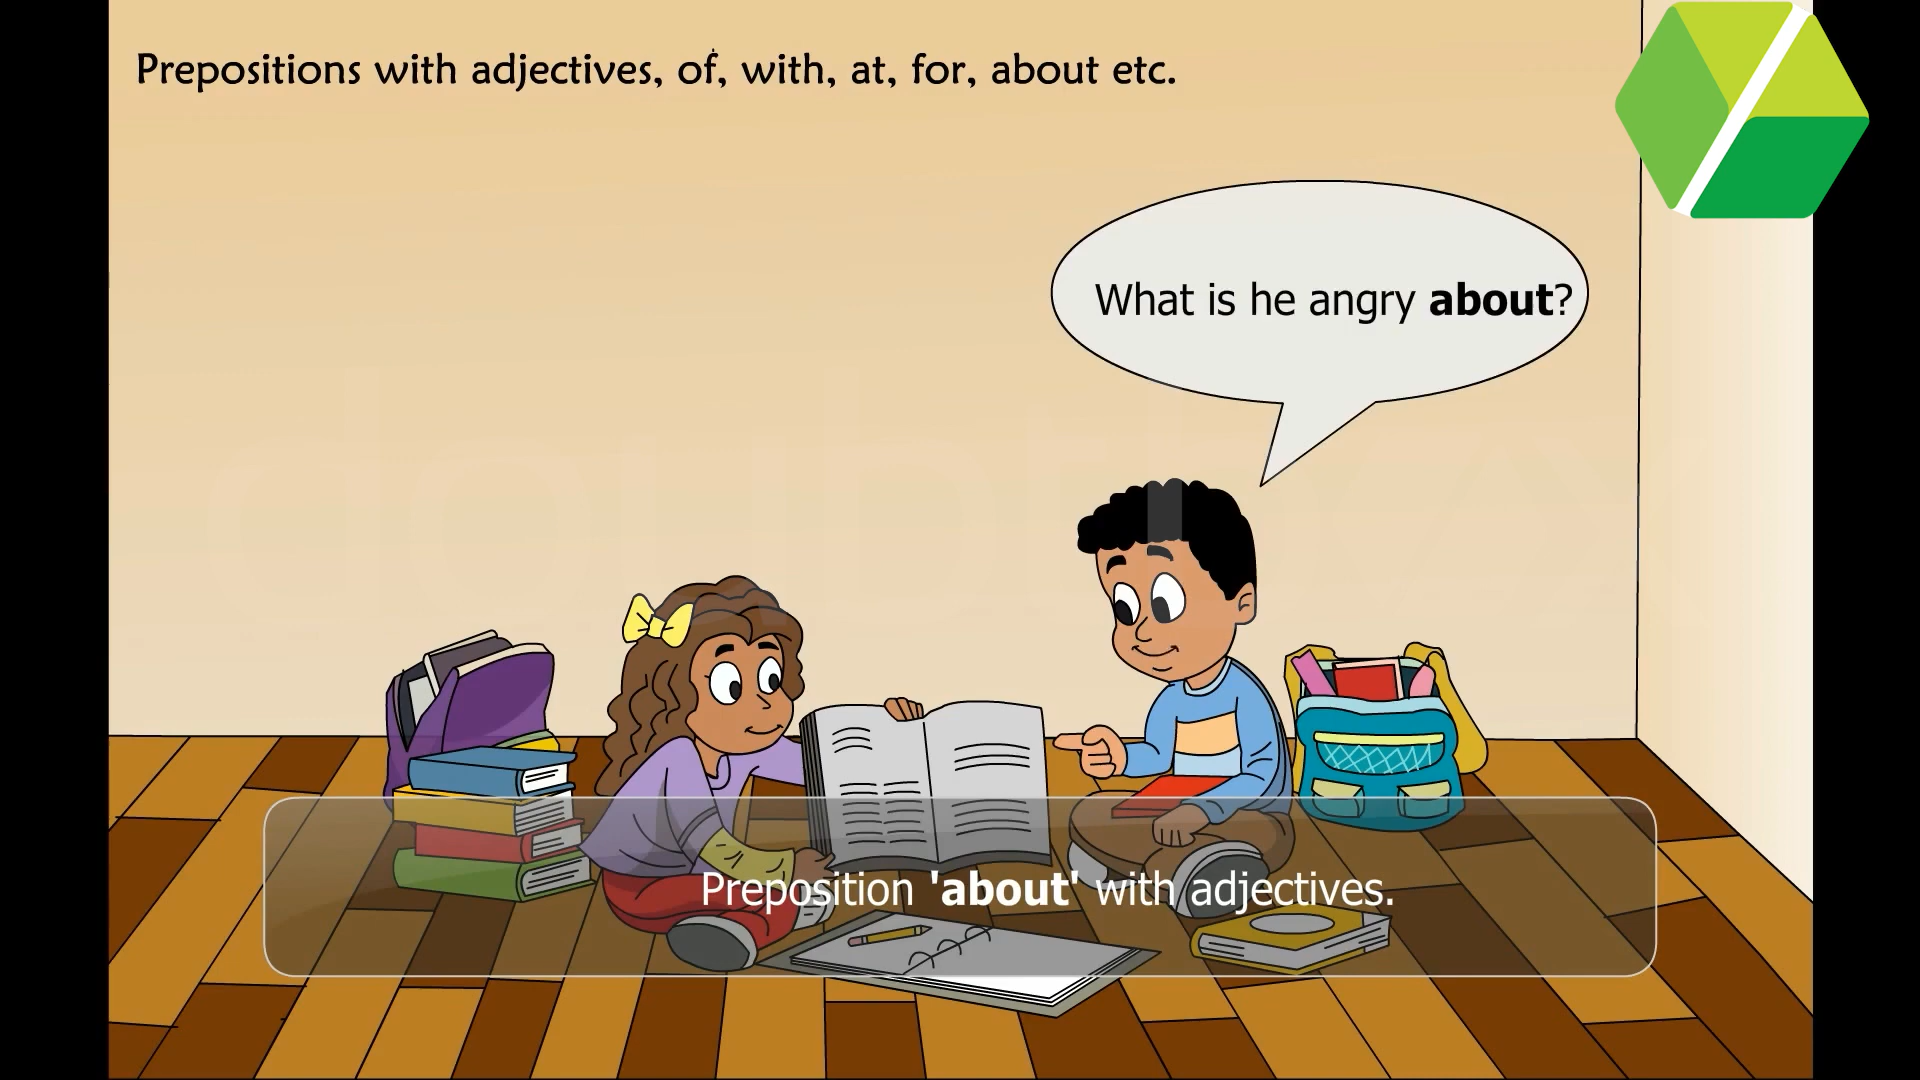 Prepositions with adjectives, of, with, at, for, about etc.
What is he angry about?
Preposition 'about' with adjectives.